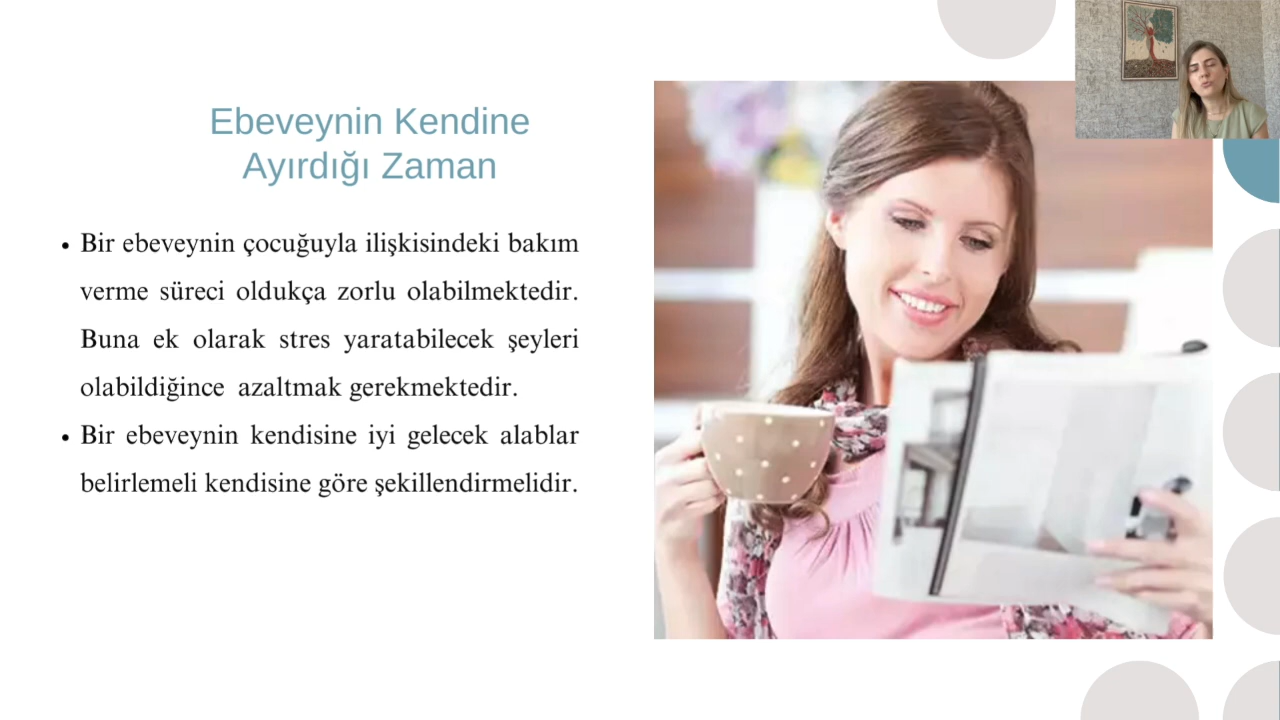 Ebeveynin Kendine
Ayırdığı Zaman
• Bir ebeveynin çocuğuyla ilişkisindeki bakım
verme süreci oldukça zorlu olabilmektedir.
Buna ek olarak stres yaratabilecek şeyleri
olabildiğince azaltmak gerekmektedir.
• Bir ebeveynin kendisine iyi gelecek alablar
belirlemeli kendisine göre şekillendirmelidir.